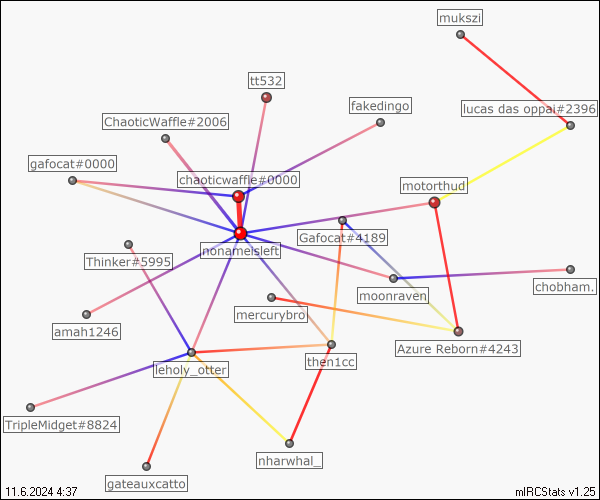 mukszi
tt532
fakedingo
lucas das oppai#2396
ChaoticWaffle#2006
gafocat#0000
chaoticwaffle#0000
motorthud
Gafocat#4189
nonameisleft
Thinker#5995
moonraven
chobham.
mercurybro
amah1246
Azure Reborn#4243
then1cc
leholy_otter
TripleMidget#8824
nharwhal_
gateauxcatto
11.6.2024 4:37
mIRCStats v1.25